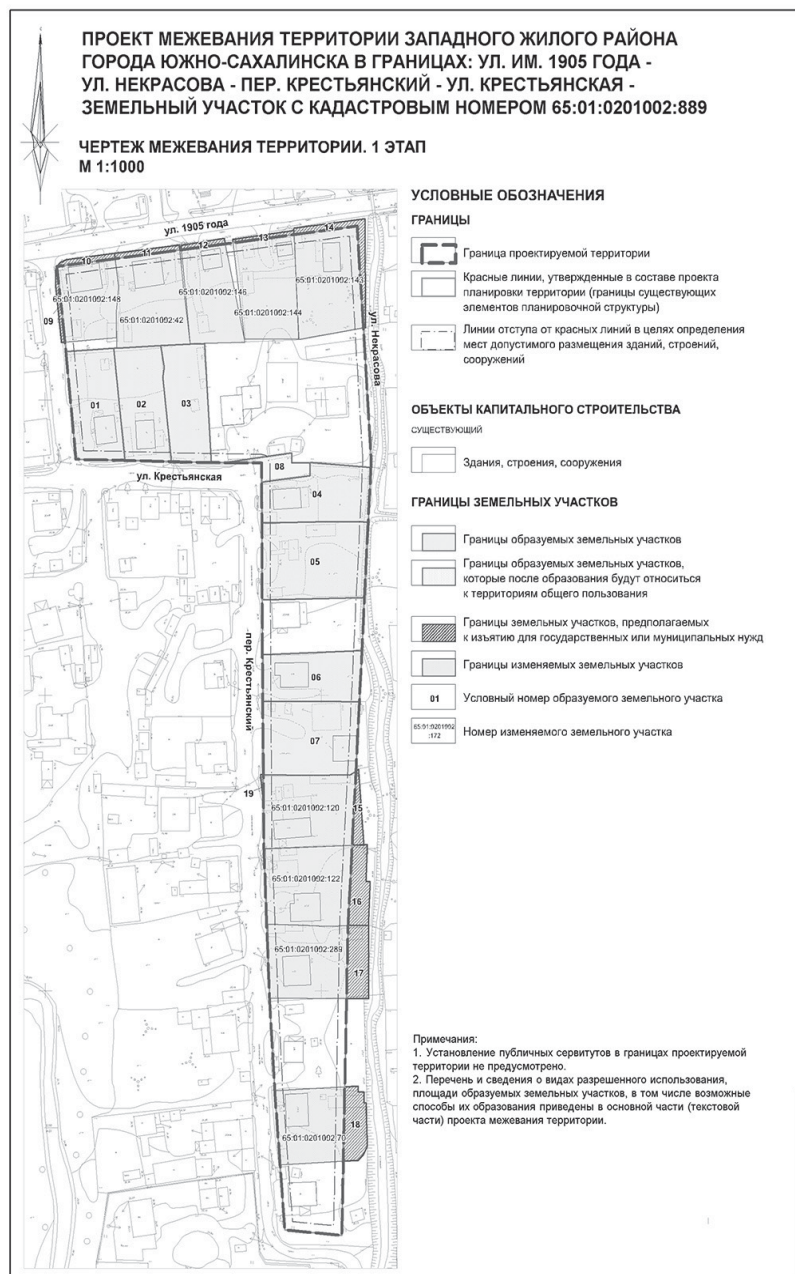 ПРОЕКТ МЕЖЕВАНИЯ ТЕРРИТОРИИ ЗАПАДНОГО ЖИЛОГО РАЙОНА
ГОРОДА ЮЖНО-САХАЛИНСКА В ГРАНИЦАХ: УЛ. ИМ. 1905 ГОДА -
УЛ. НЕКРАСОВА - ПЕР. КРЕСТЬЯНСКИЙ - УЛ. КРЕСТЬЯНСКАЯ -
ЗЕМЕЛЬНЫЙ УЧАСТОК С КАДАСТРОВЫМ НОМЕРОМ 65:01:0201002:889
ЧЕРТЕЖ МЕЖЕВАНИЯ ТЕРРИТОРИИ. 1 ЭТАП
М 1:1000
ул. 1905 года
10
11
12
13
14
65:01:0201002:148
65:01:0201002:42
65:01:0201002:146
65:01:0201002:144
65:01:0201002:143
09
ул. Некрасова
01
02
03
ул. Крестьянская
08
04
05
пер. Крестьянский
06
07
19
65:01:0201002:120
15
65:01:0201002:122
16
65:01:0201002:289
17
18
65:01:0201002:70
УСЛОВНЫЕ ОБОЗНАЧЕНИЯ
ГРАНИЦЫ
Граница проектируемой территории
Красные линии, утвержденные в составе проекта
планировки территории (границы существующих
элементов планировочной структуры)
Линии отступа от красных линий в целях определения
мест допустимого размещения зданий, строений,
сооружений
ОБЪЕКТЫ КАПИТАЛЬНОГО СТРОИТЕЛЬСТВА
СУЩЕСТВУЮЩИЙ
Здания, строения, сооружения
ГРАНИЦЫ ЗЕМЕЛЬНЫХ УЧАСТКОВ
Границы образуемых земельных участков
Границы образуемых земельных участков,
которые после образования будут относиться
к территориям общего пользования
Границы земельных участков, предполагаемых
к изъятию для государственных или муниципальных нужд
Границы изменяемых земельных участков
01 Условный номер образуемого земельного участка
65:01:0201002
:172
Номер изменяемого земельного участка
Примечания:
1. Установление публичных сервитутов в границах проектируемой
территории не предусмотрено.
2. Перечень и сведения о видах разрешенного использования,
площади образуемых земельных участков, в том числе возможные
способы их образования приведены в основной части (текстовой
части) проекта межевания территории.